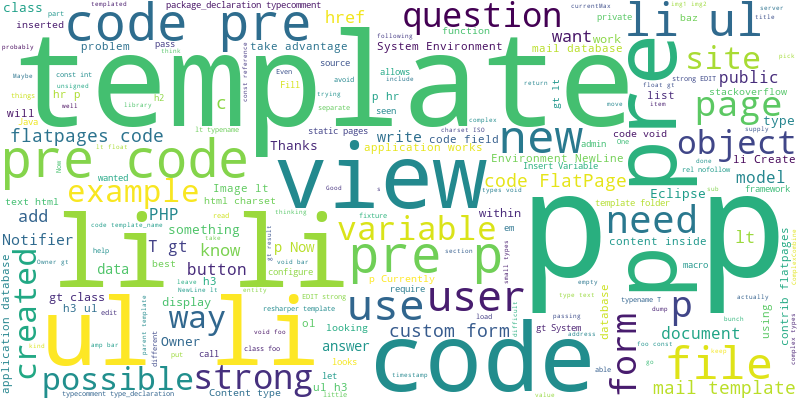 class
part
templated
package_declaration typecomment
inserted
code pre
href
question
currentWax
private
function
img1 img2
baz
li ul
server
title
probably
problem
pass
think
take advantage
System Environment
want
work
following
template
Maybe
const int
unsigned
const reference
source
Even
avoid
mail database
allows
include
return
site
public
strong EDIT
float gt
pick
things
hr p
h2
c
Fill
trying
separate
p hr
seen
gt lt
move
list
item
stackoverflow
page
type
will
Java
well
library
lt typename
static pages
write
code field
complex
charset ISO
new
pre
code void
One
supply
flatpages code
lt float
Thanks
application works
admin
object
pre code
Now
wanted
view
Environment NewLine
Insert Variable
done
rel nofollow
li Create
example
Image lt
types void
code FlatPage
Eclipse
model
text html
html charset
Good
s
within
sub
framework
add
PHP
code template_name
read
thinking
fixture
variable
em
template folder
Notifier
T gt
something
take
need
content inside
lt
li li
help
know
gt result
void bar
pre p
section
small types
p
data
best
button
p Now
configure
macro
contrib flatpages
created
gt class
leave h3
NewLine lt
entity
p Currently
require
type text
empty
typename T
actually
h3 ul
edit
display
EDIT strong
resharper template
use
user
load
gt System
database
dump
bunch
using
application database
ul li
kind
amp bar
parent template
different
way
ol
void foo
looking
custom form
difficult
address
passing
form
p
document
foo const
complex types
Owner
call
class foo
answer
code
able
go
file
keep
possible
put
strong
looks
let
timestamp
mail template
typecomment type_declaration
Content type
ul h3
little
value